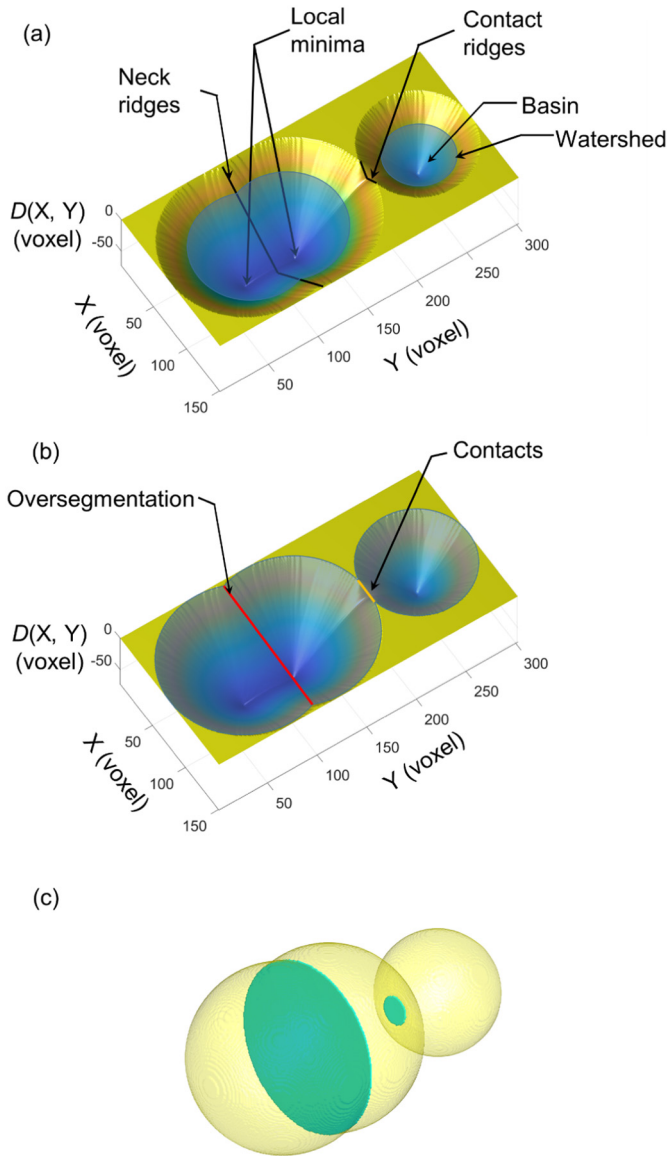 (a)
Local
minima
Contact
ridges
Neck
ridges
Basin
Watershed
D(X, Y)
(voxel)
0
-50
50
100
150
X (voxel)
50
100
150
200
250
300
Y (voxel)
(b)
Contacts
Oversegmentation
D(X, Y)
(voxel)
0
-50
50
100
150
X (voxel)
50
100
150
200
250
300
Y (voxel)
(c)